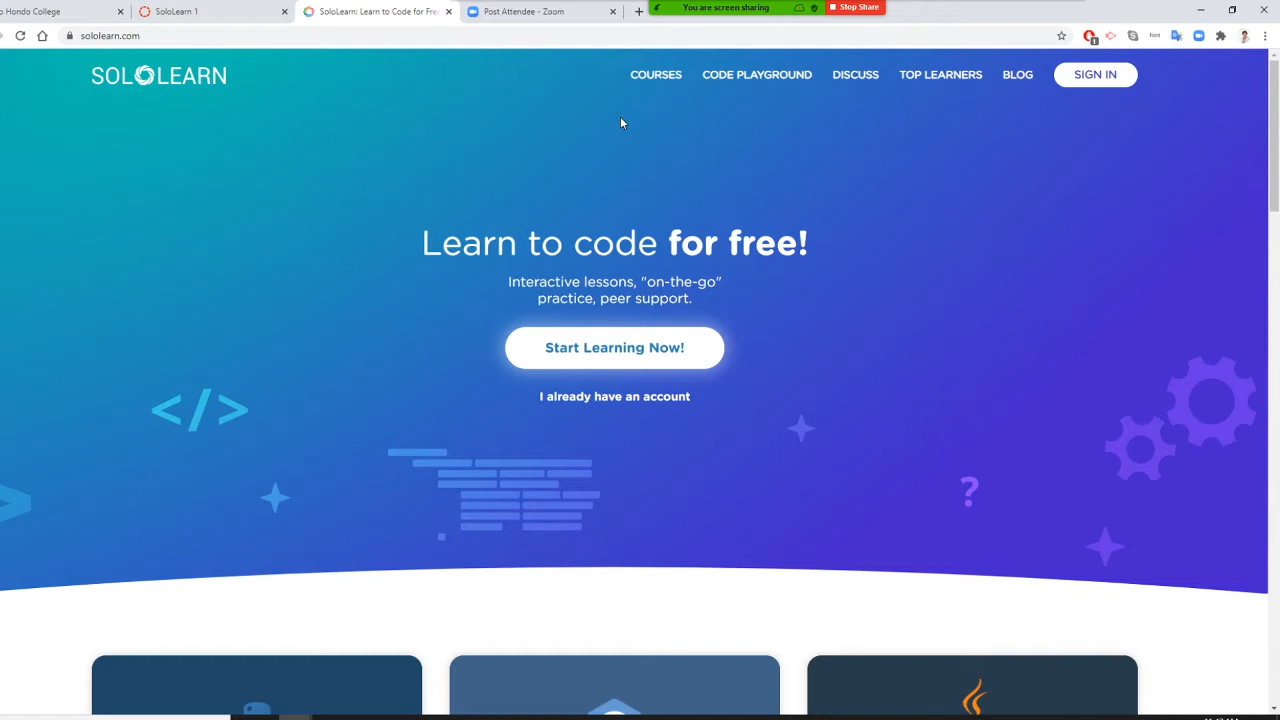 o Hondo College
SoloLearn 1
SoloLearn: Learn to Code for Fre
Post Attendee - Zoom
You are screen sharing
Stop Share
sololearn.com
font
1
SOLOLEARN
COURSES
CODE PLAYGROUND
DISCUSS
TOP LEARNERS
BLOG
SIGN IN
Learn to code for free!
Interactive lessons, "on-the-go"
practice, peer support.
Start Learning Now!
I already have an account
</>
?
>